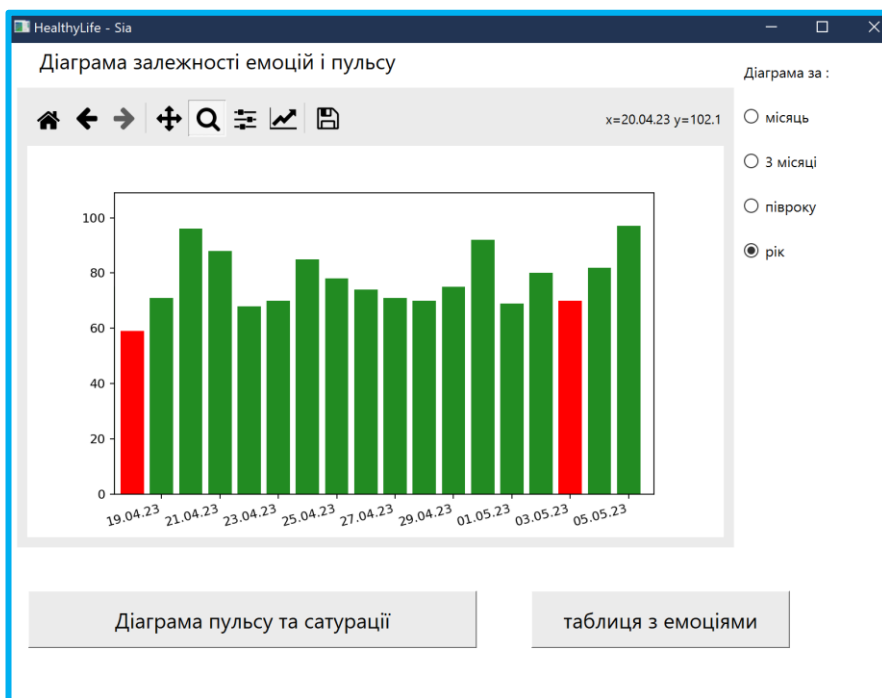 HealthyLife - Sia
Діаграма залежності емоцій і пульсу
Діаграма за :
x=20.04.23 y=102.1
місяць
3 місяці
півроку
рік
100
80
60
40
20
0
19.04.23 21.04.23 23.04.23 25.04.23 27.04.23 29.04.23 01.05.23 03.05.23 05.05.23
Діаграма пульсу та сатурації
таблиця з емоціями